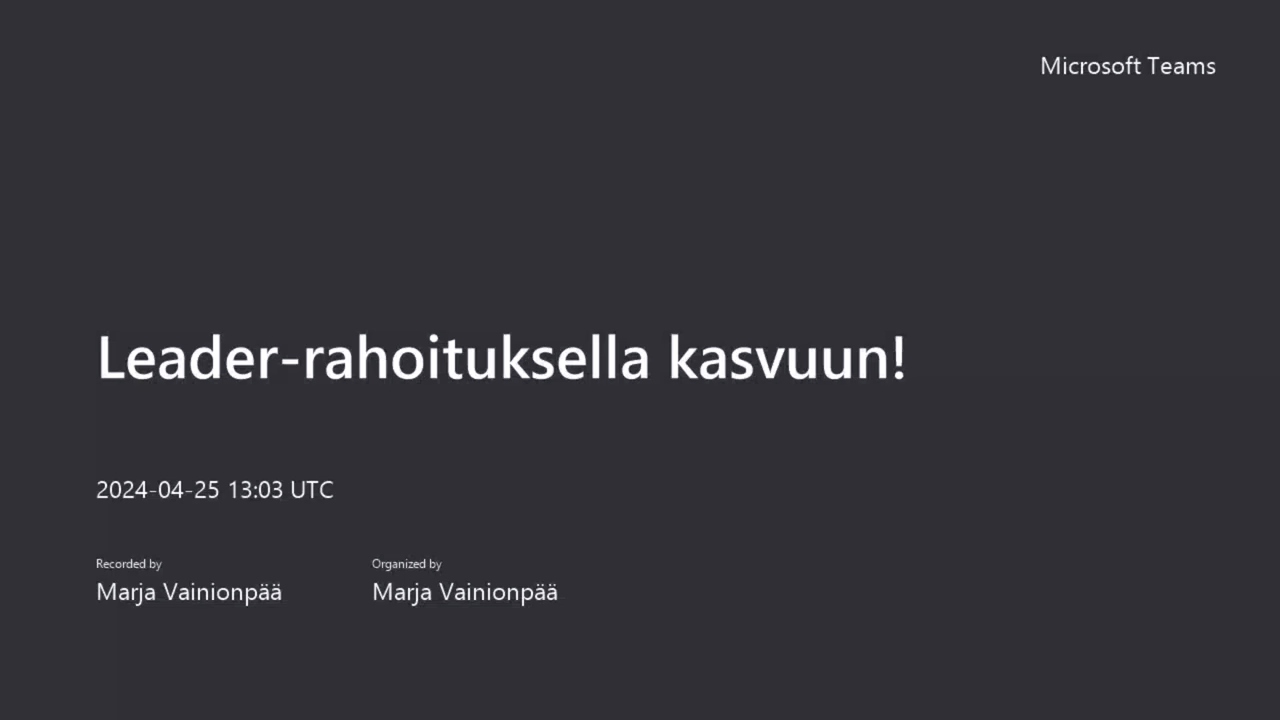 Microsoft Teams
Leader-rahoituksella kasvuun!
2024-04-25 13:03 UTC
Recorded by
Marja Vainionpää
Organized by
Marja Vainionpää